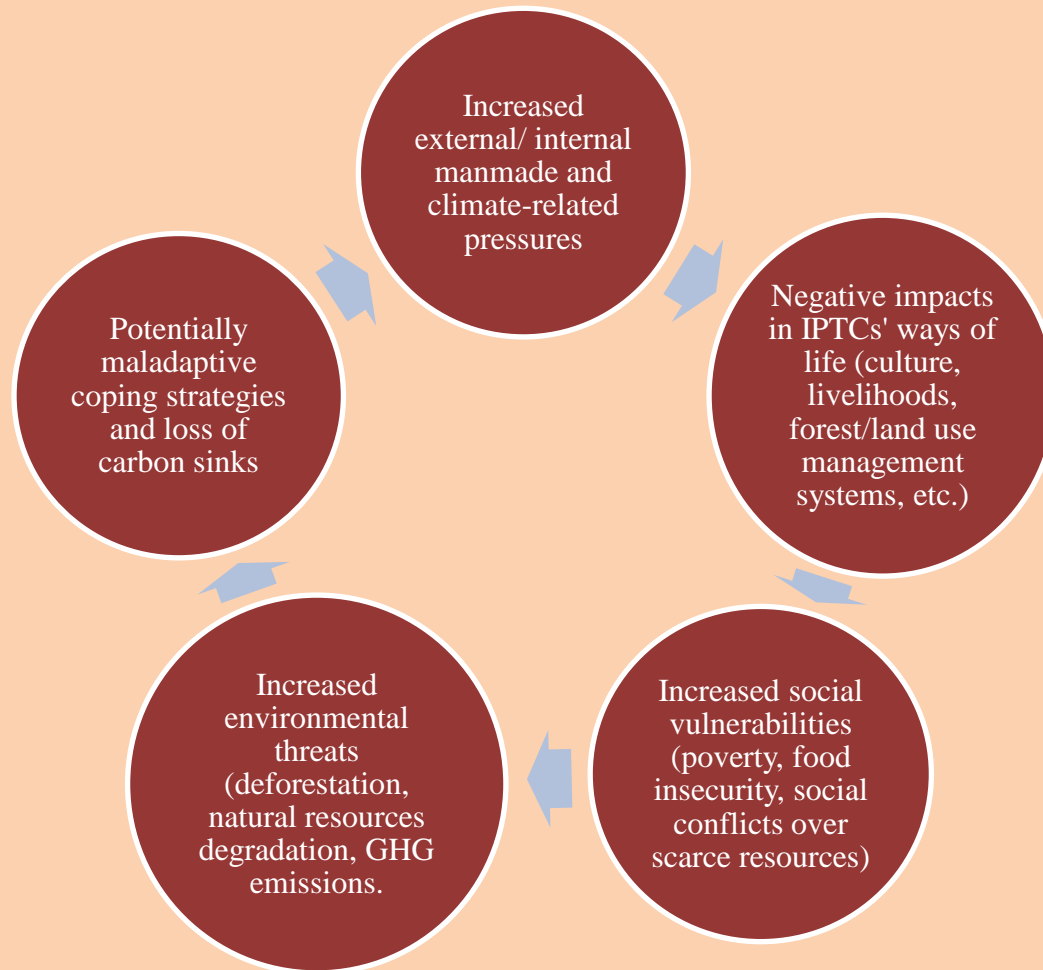 Increased
external/ internal
manmade and
climate-related
pressures
Negative impacts
in IPTCs' ways of
life (culture,
livelihoods,
forest/land use
management
systems, etc.)
Increased social
vulnerabilities
(poverty, food
insecurity, social
conflicts over
scarce resources)
Increased
environmental
threats
(deforestation,
natural resources
degradation, GHG
emissions.
Potentially
maladaptive
coping strategies
and loss of
carbon sinks